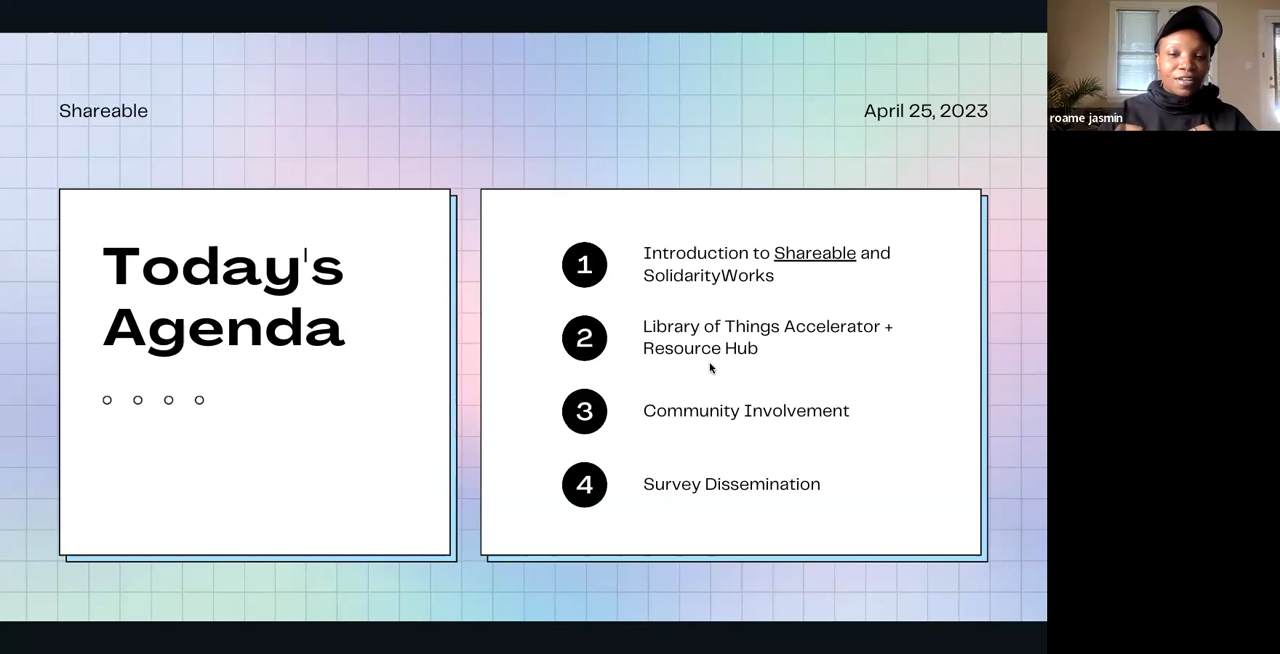 Shareable
April 25, 2023
roame jasmin
Today's
Agenda
1
Introduction to Shareable and
SolidarityWorks
2
Library of Things Accelerator +
Resource Hub
3
Community Involvement
4
Survey Dissemination